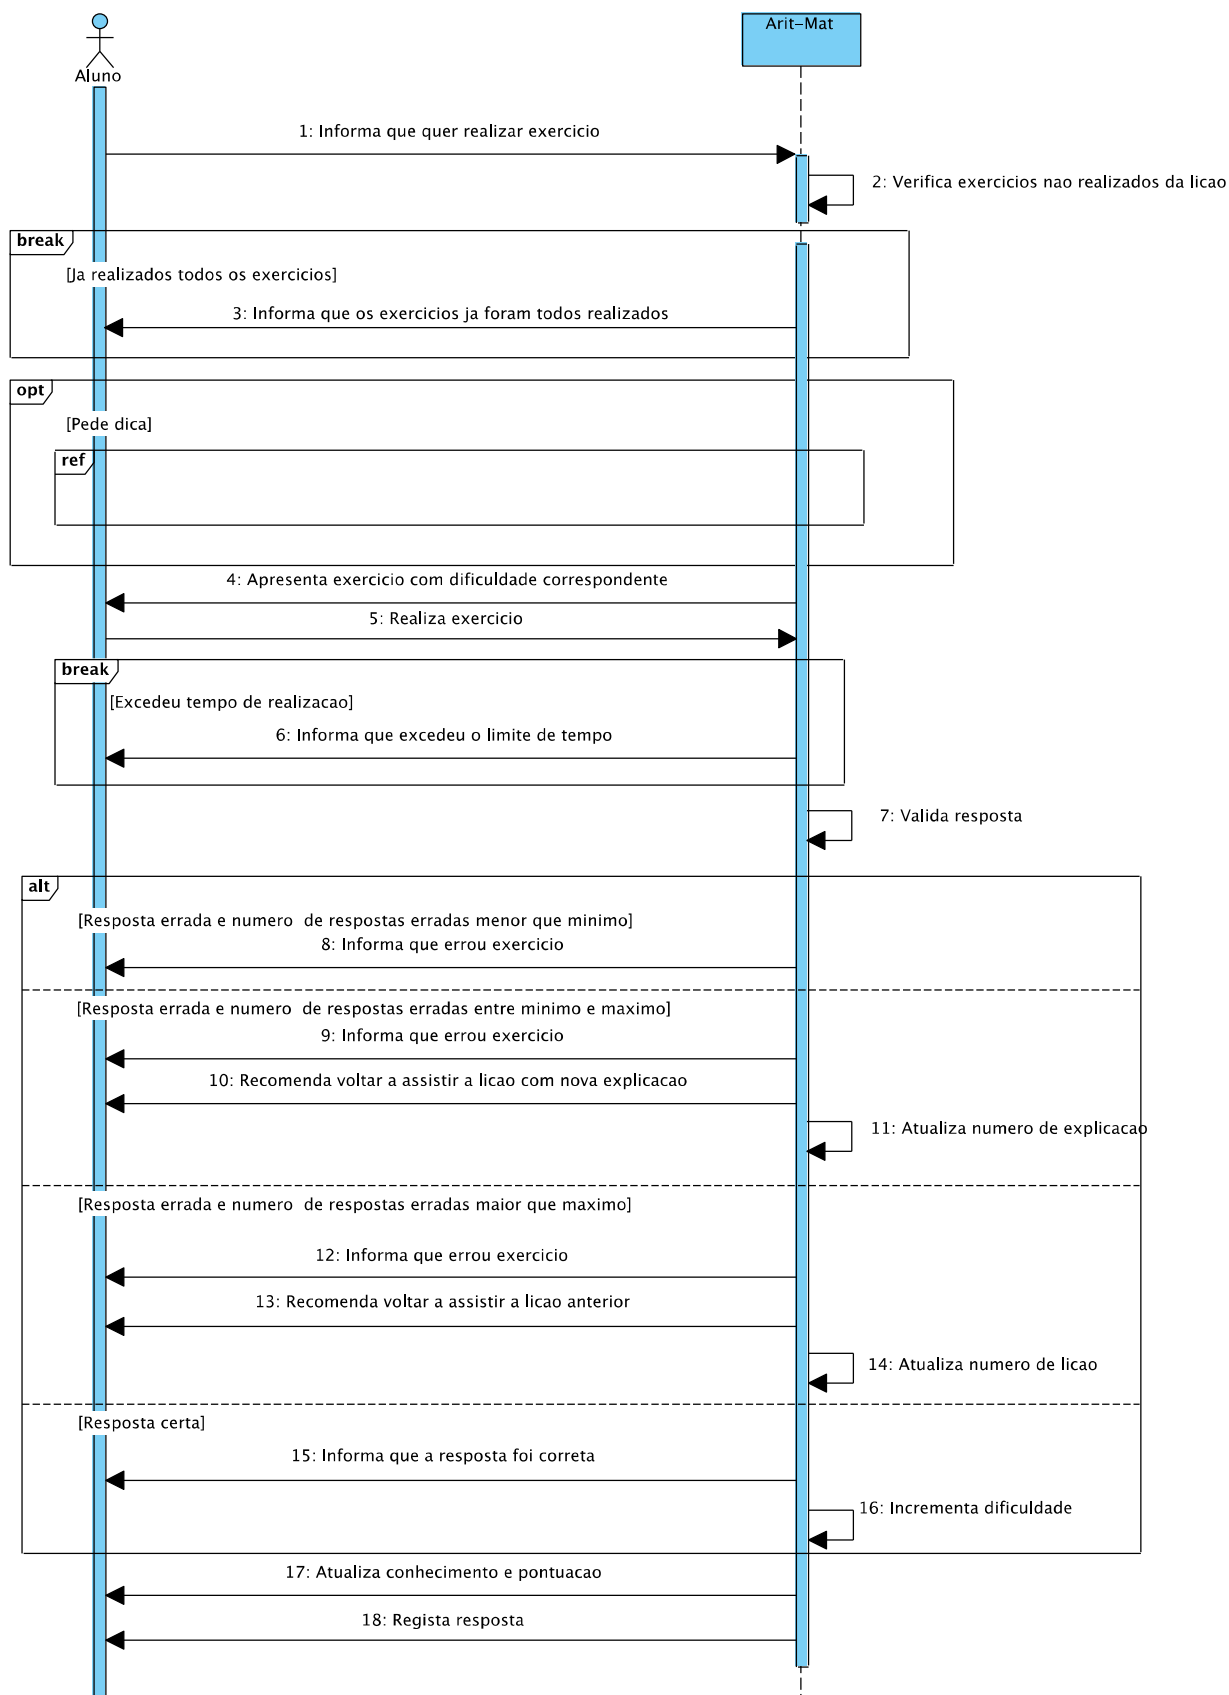 Arit-Mat
Aluno
1: Informa que quer realizar exercicio
2: Verifica exercicios nao realizados da licao
break
[Ja realizados todos os exercicios]
3: Informa que os exercicios ja foram todos realizados
opt
[Pede dica]
ref
4: Apresenta exercicio com dificuldade correspondente
5: Realiza exercicio
break
[Excedeu tempo de realizacao]
6: Informa que excedeu o limite de tempo
7: Valida resposta
alt
[Resposta errada e numero  de respostas erradas menor que minimo]
8: Informa que errou exercicio
[Resposta errada e numero  de respostas erradas entre minimo e maximo]
9: Informa que errou exercicio
10: Recomenda voltar a assistir a licao com nova explicacao
11: Atualiza numero de explicacao
[Resposta errada e numero  de respostas erradas maior que maximo]
12: Informa que errou exercicio
13: Recomenda voltar a assistir a licao anterior
14: Atualiza numero de licao
[Resposta certa]
15: Informa que a resposta foi correta
16: Incrementa dificuldade
17: Atualiza conhecimento e pontuacao
18: Regista resposta